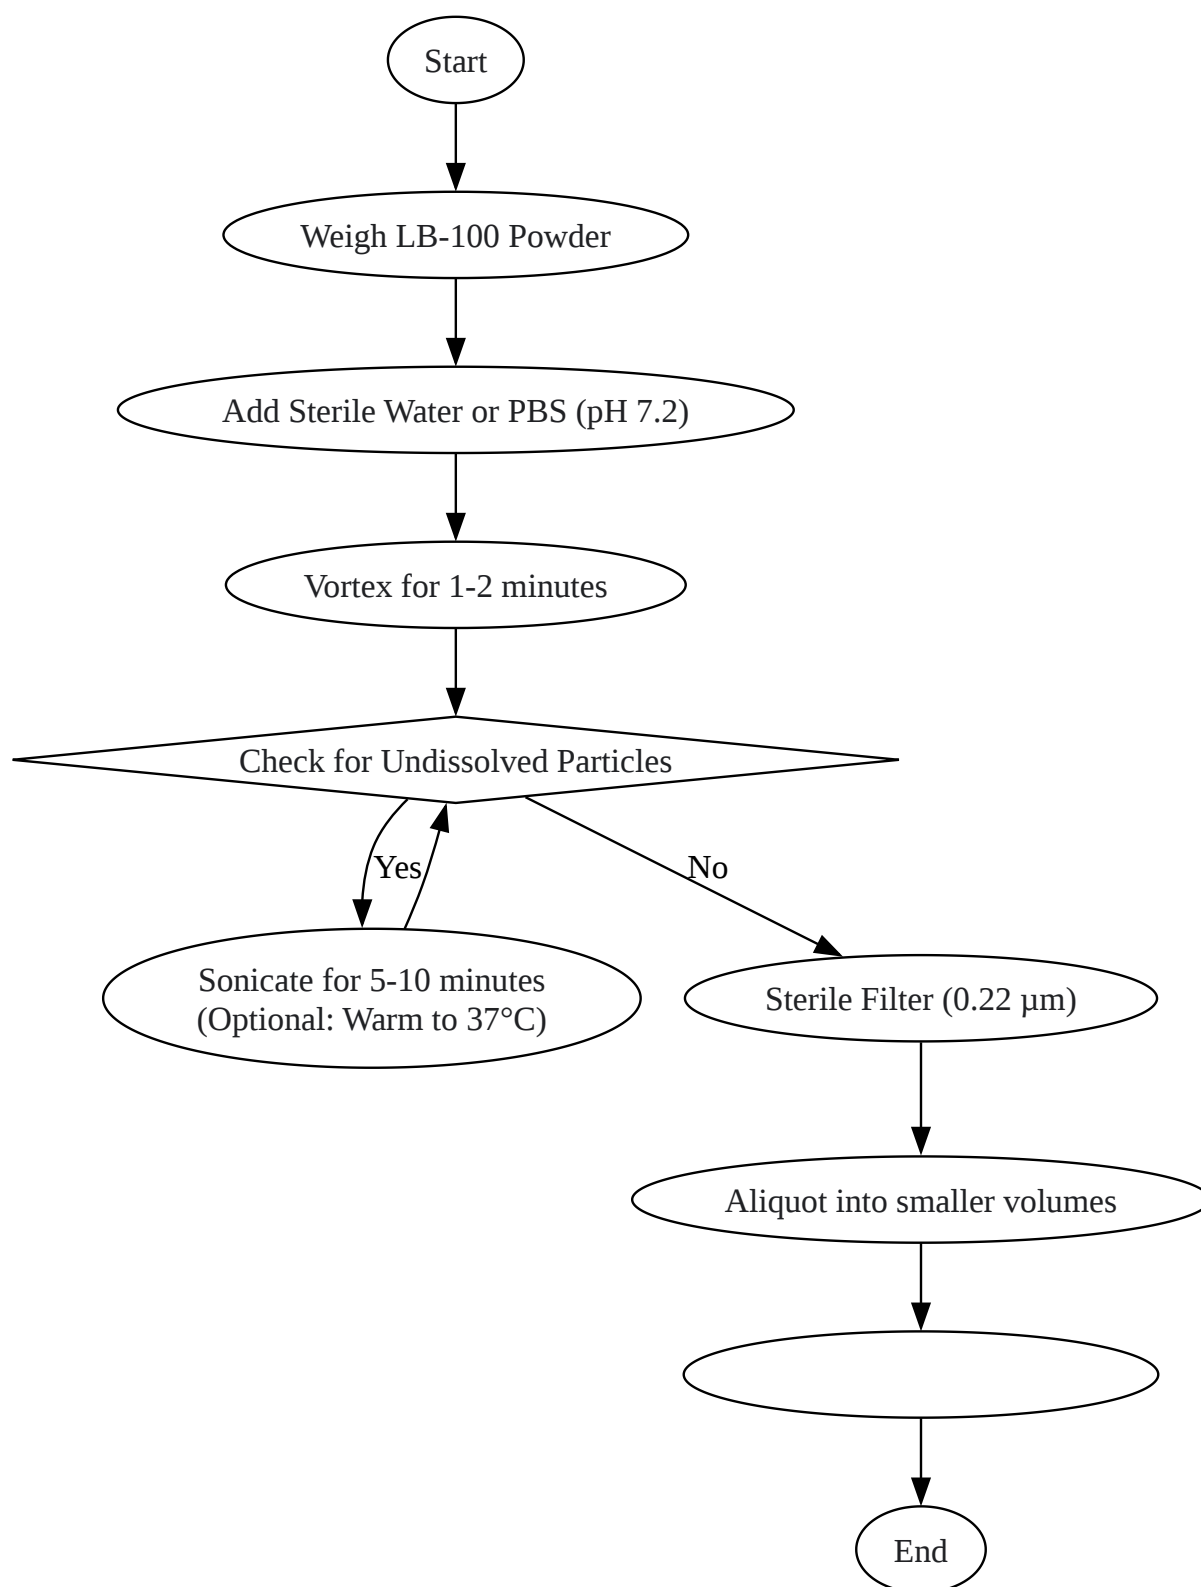 Start
Weigh LB-100 Powder
Add Sterile Water or PBS (pH 7.2)
Vortex for 1-2 minutes
Check for Undissolved Particles
Yes
No
Sonicate for 5-10 minutes
(Optional: Warm to 37°C)
Sterile Filter (0.22 µm)
Aliquot into smaller volumes
End